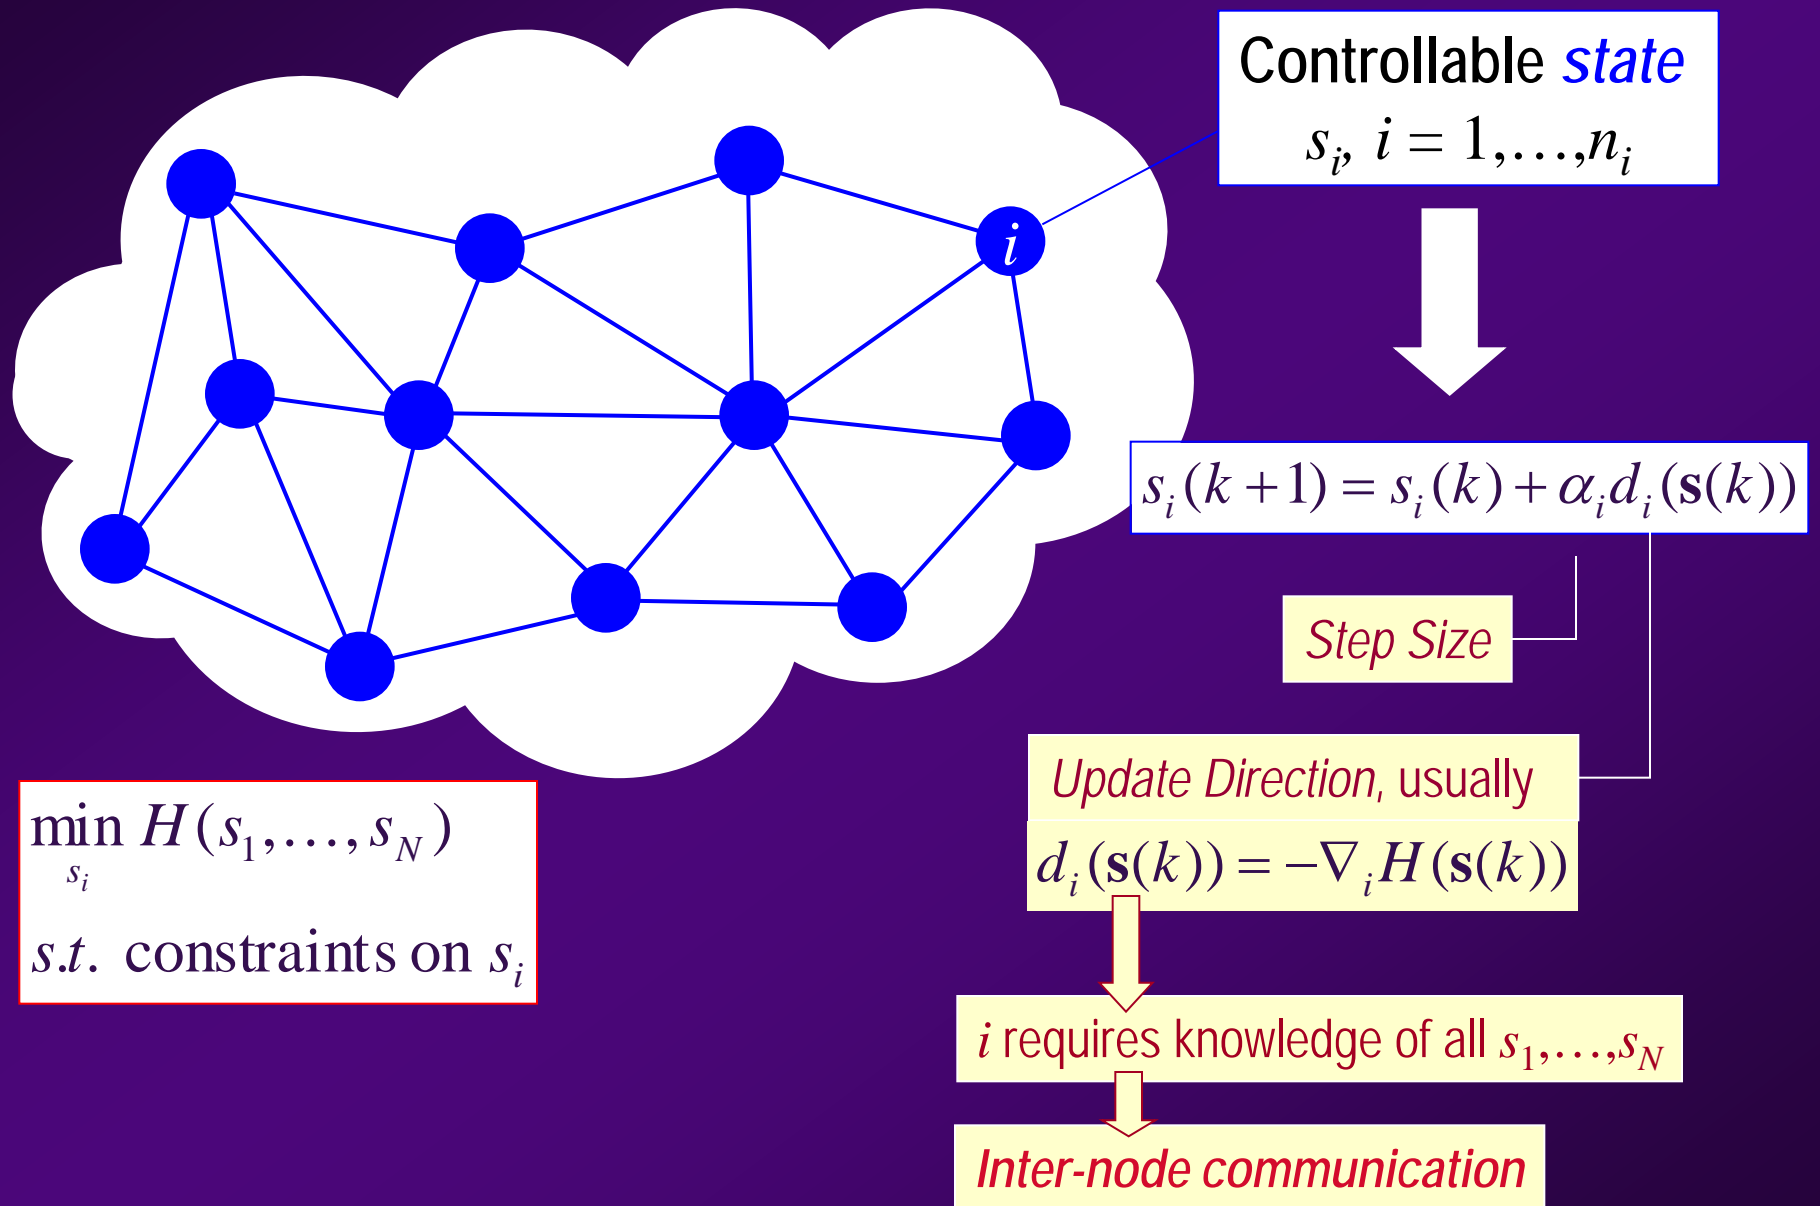 Controllable state
s_i, i = 1,…,n_i
i
s_i(k+1) = s_i(k) + α_i d_i(𝐬(k))
Step Size
Update Direction, usually
d_i(𝐬(k)) = −∇_i H(𝐬(k))
min H(s_1,…,s_N)
s_i
s.t. constraints on s_i
i requires knowledge of all s_1,…,s_N
Inter-node communication